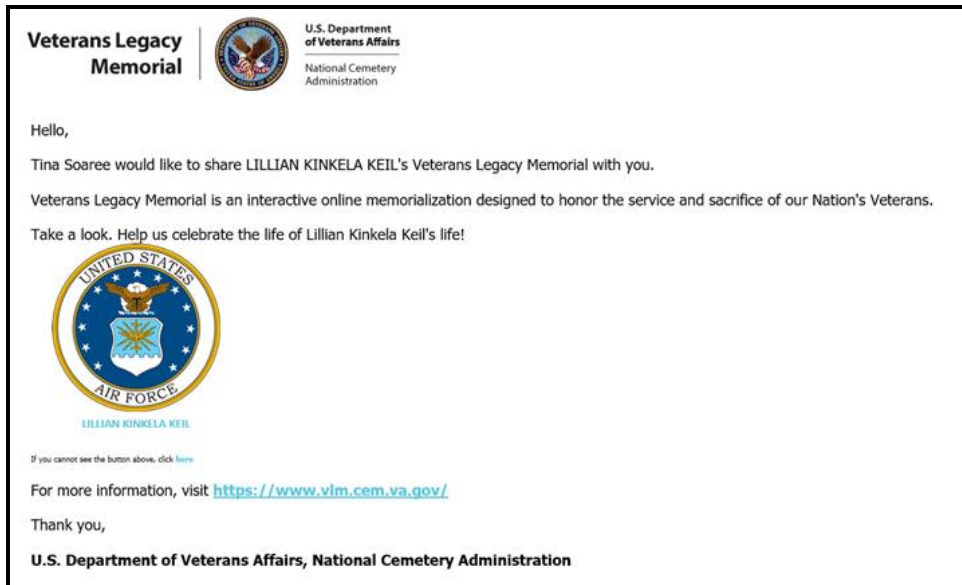 Veterans Legacy
Memorial
U.S. Department
of Veterans Affairs
National Cemetery
Administration
Hello,
Tina Soaree would like to share LILLIAN KINKELA KEIL's Veterans Legacy Memorial with you.
Veterans Legacy Memorial is an interactive online memorialization designed to honor the service and sacrifice of our Nation's Veterans.
Take a look. Help us celebrate the life of Lillian Kinkela Keil's life!
UNITED STATES
AIR FORCE
LILLIAN KINKELA KEIL
If you cannot see the button above, click here
For more information, visit https://www.vlm.cem.va.gov/
Thank you,
U.S. Department of Veterans Affairs, National Cemetery Administration